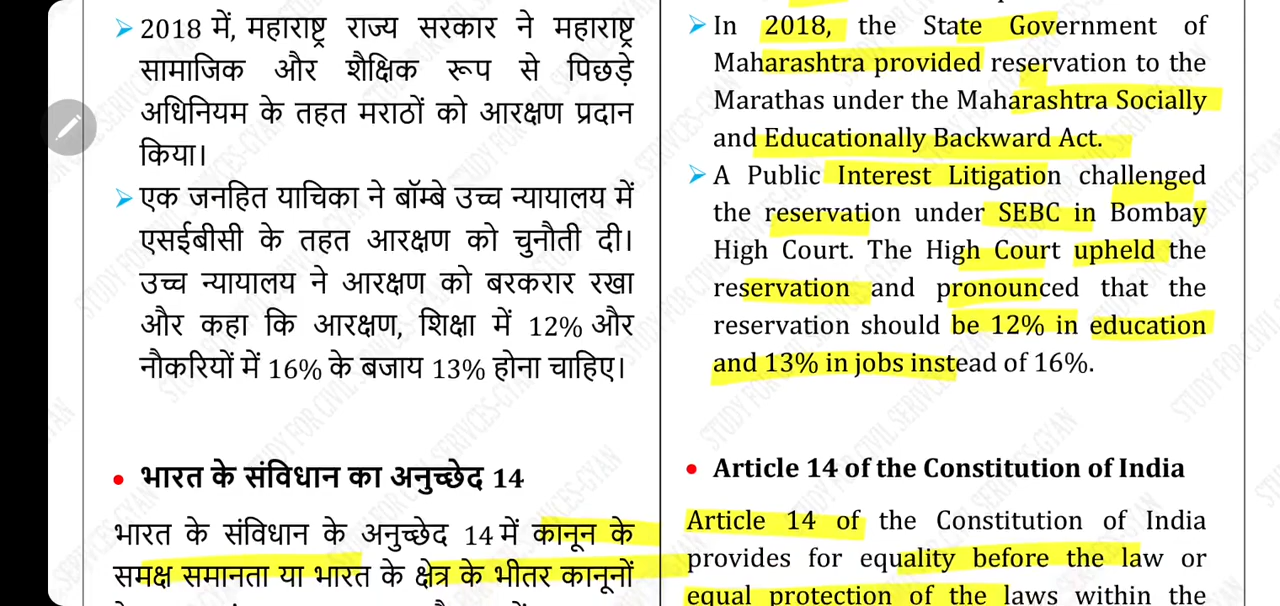 2018 में, महाराष्ट्र राज्य सरकार ने महाराष्ट्र
सामाजिक और शैक्षिक रूप से पिछड़े
अधिनियम के तहत मराठों को आरक्षण प्रदान
किया।
एक जनहित याचिका ने बॉम्बे उच्च न्यायालय में
एसईबीसी के तहत आरक्षण को चुनौती दी।
उच्च न्यायालय ने आरक्षण को बरकरार रखा
और कहा कि आरक्षण, शिक्षा में 12% और
नौकरियों में 16% के बजाय 13% होना चाहिए।
भारत के संविधान का अनुच्छेद 14
भारत के संविधान के अनुच्छेद 14 में कानून के
समक्ष समानता या भारत के क्षेत्र के भीतर कानूनों
In 2018, the State Government of
Maharashtra provided reservation to the
Marathas under the Maharashtra Socially
and Educationally Backward Act.
A Public Interest Litigation challenged
the reservation under SEBC in Bombay
High Court. The High Court upheld the
reservation and pronounced that the
reservation should be 12% in education
and 13% in jobs instead of 16%.
Article 14 of the Constitution of India
Article 14 of the Constitution of India
provides for equality before the law or
equal protection of the laws within the